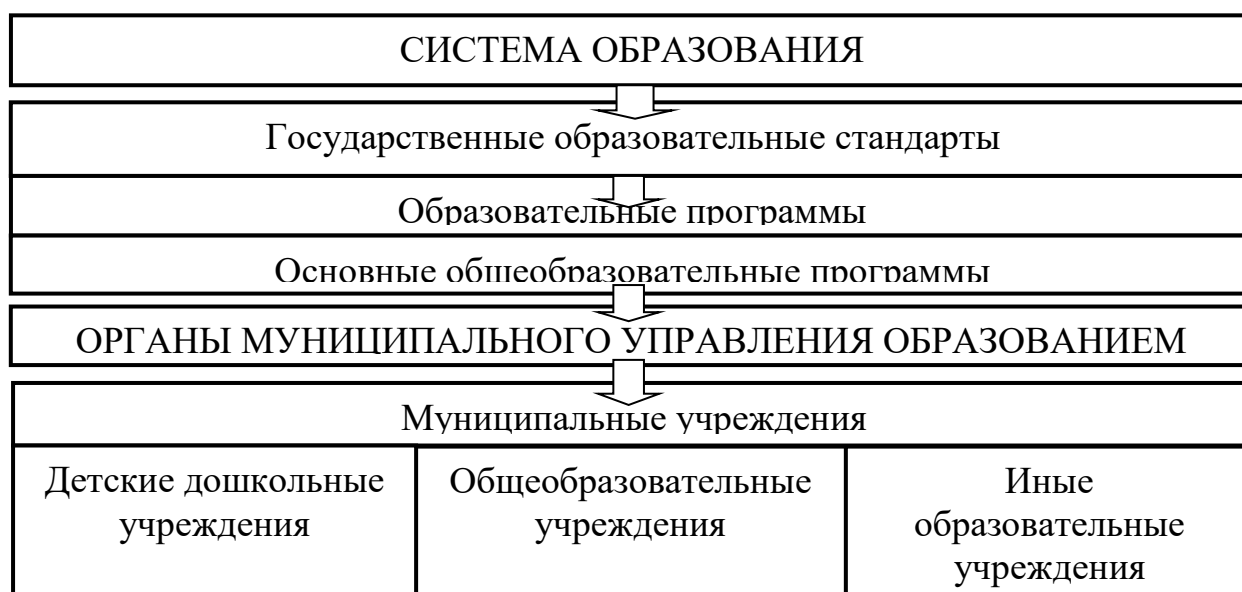 СИСТЕМА ОБРАЗОВАНИЯ
Государственные образовательные стандарты
Образовательные программы
Основные общеобразовательные программы
ОРГАНЫ МУНИЦИПАЛЬНОГО УПРАВЛЕНИЯ ОБРАЗОВАНИЕМ
Муниципальные учреждения
Детские дошкольные
учреждения
Общеобразовательные
учреждения
Иные
образовательные
учреждения